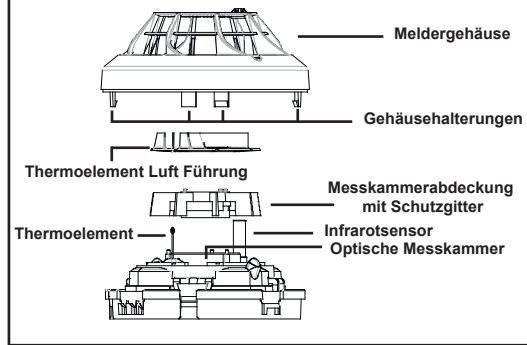 Meldergehäuse
Gehäusehalterungen
Thermoelement Luft Führung
Messkammerabdeckung
mit Schutzgitter
Thermoelement
Infrarotsensor
Optische Messkammer